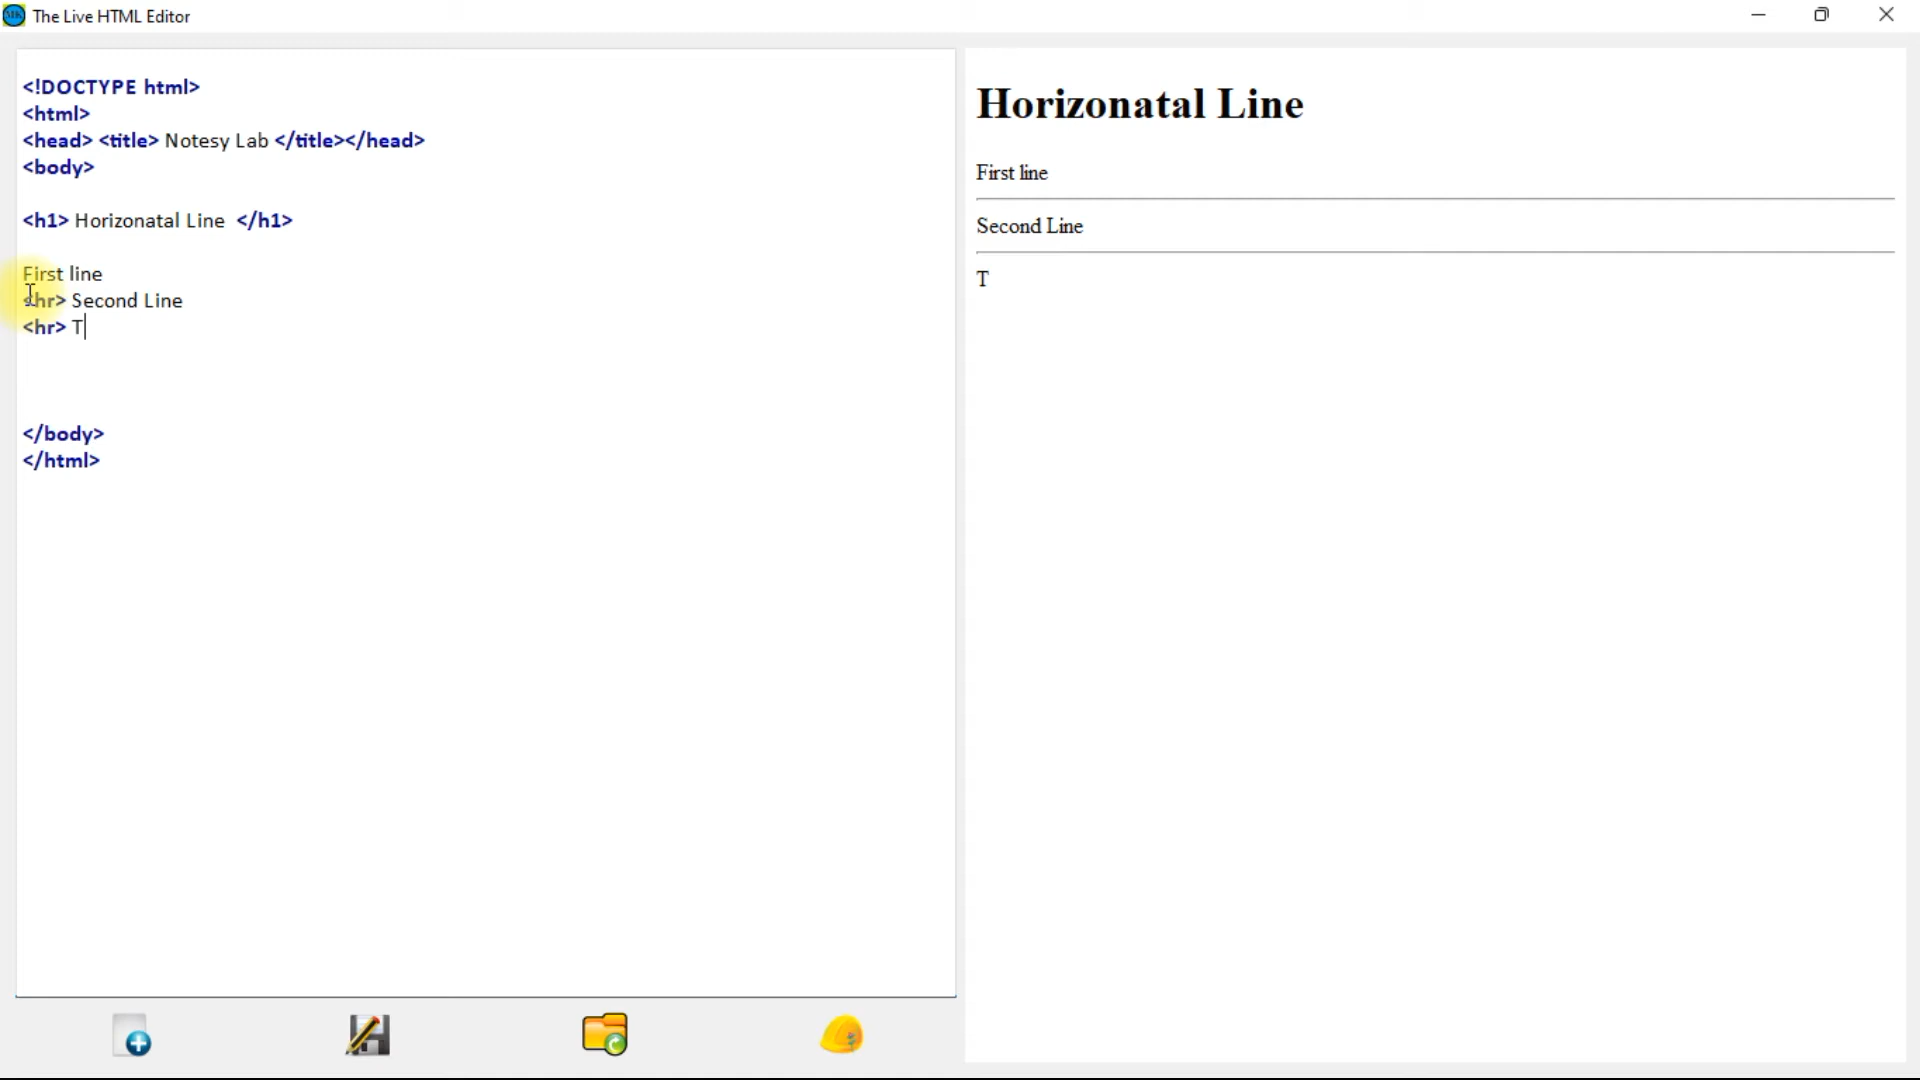 The Live HTML Editor
<!DOCTYPE html>
<html>
<head> <title> Notesy Lab </title></head>
<body>
<h1> Horizonatal Line </h1>
First line
<hr> Second Line
<hr> T
</body>
</html>
Horizonatal Line
First line
Second Line
T